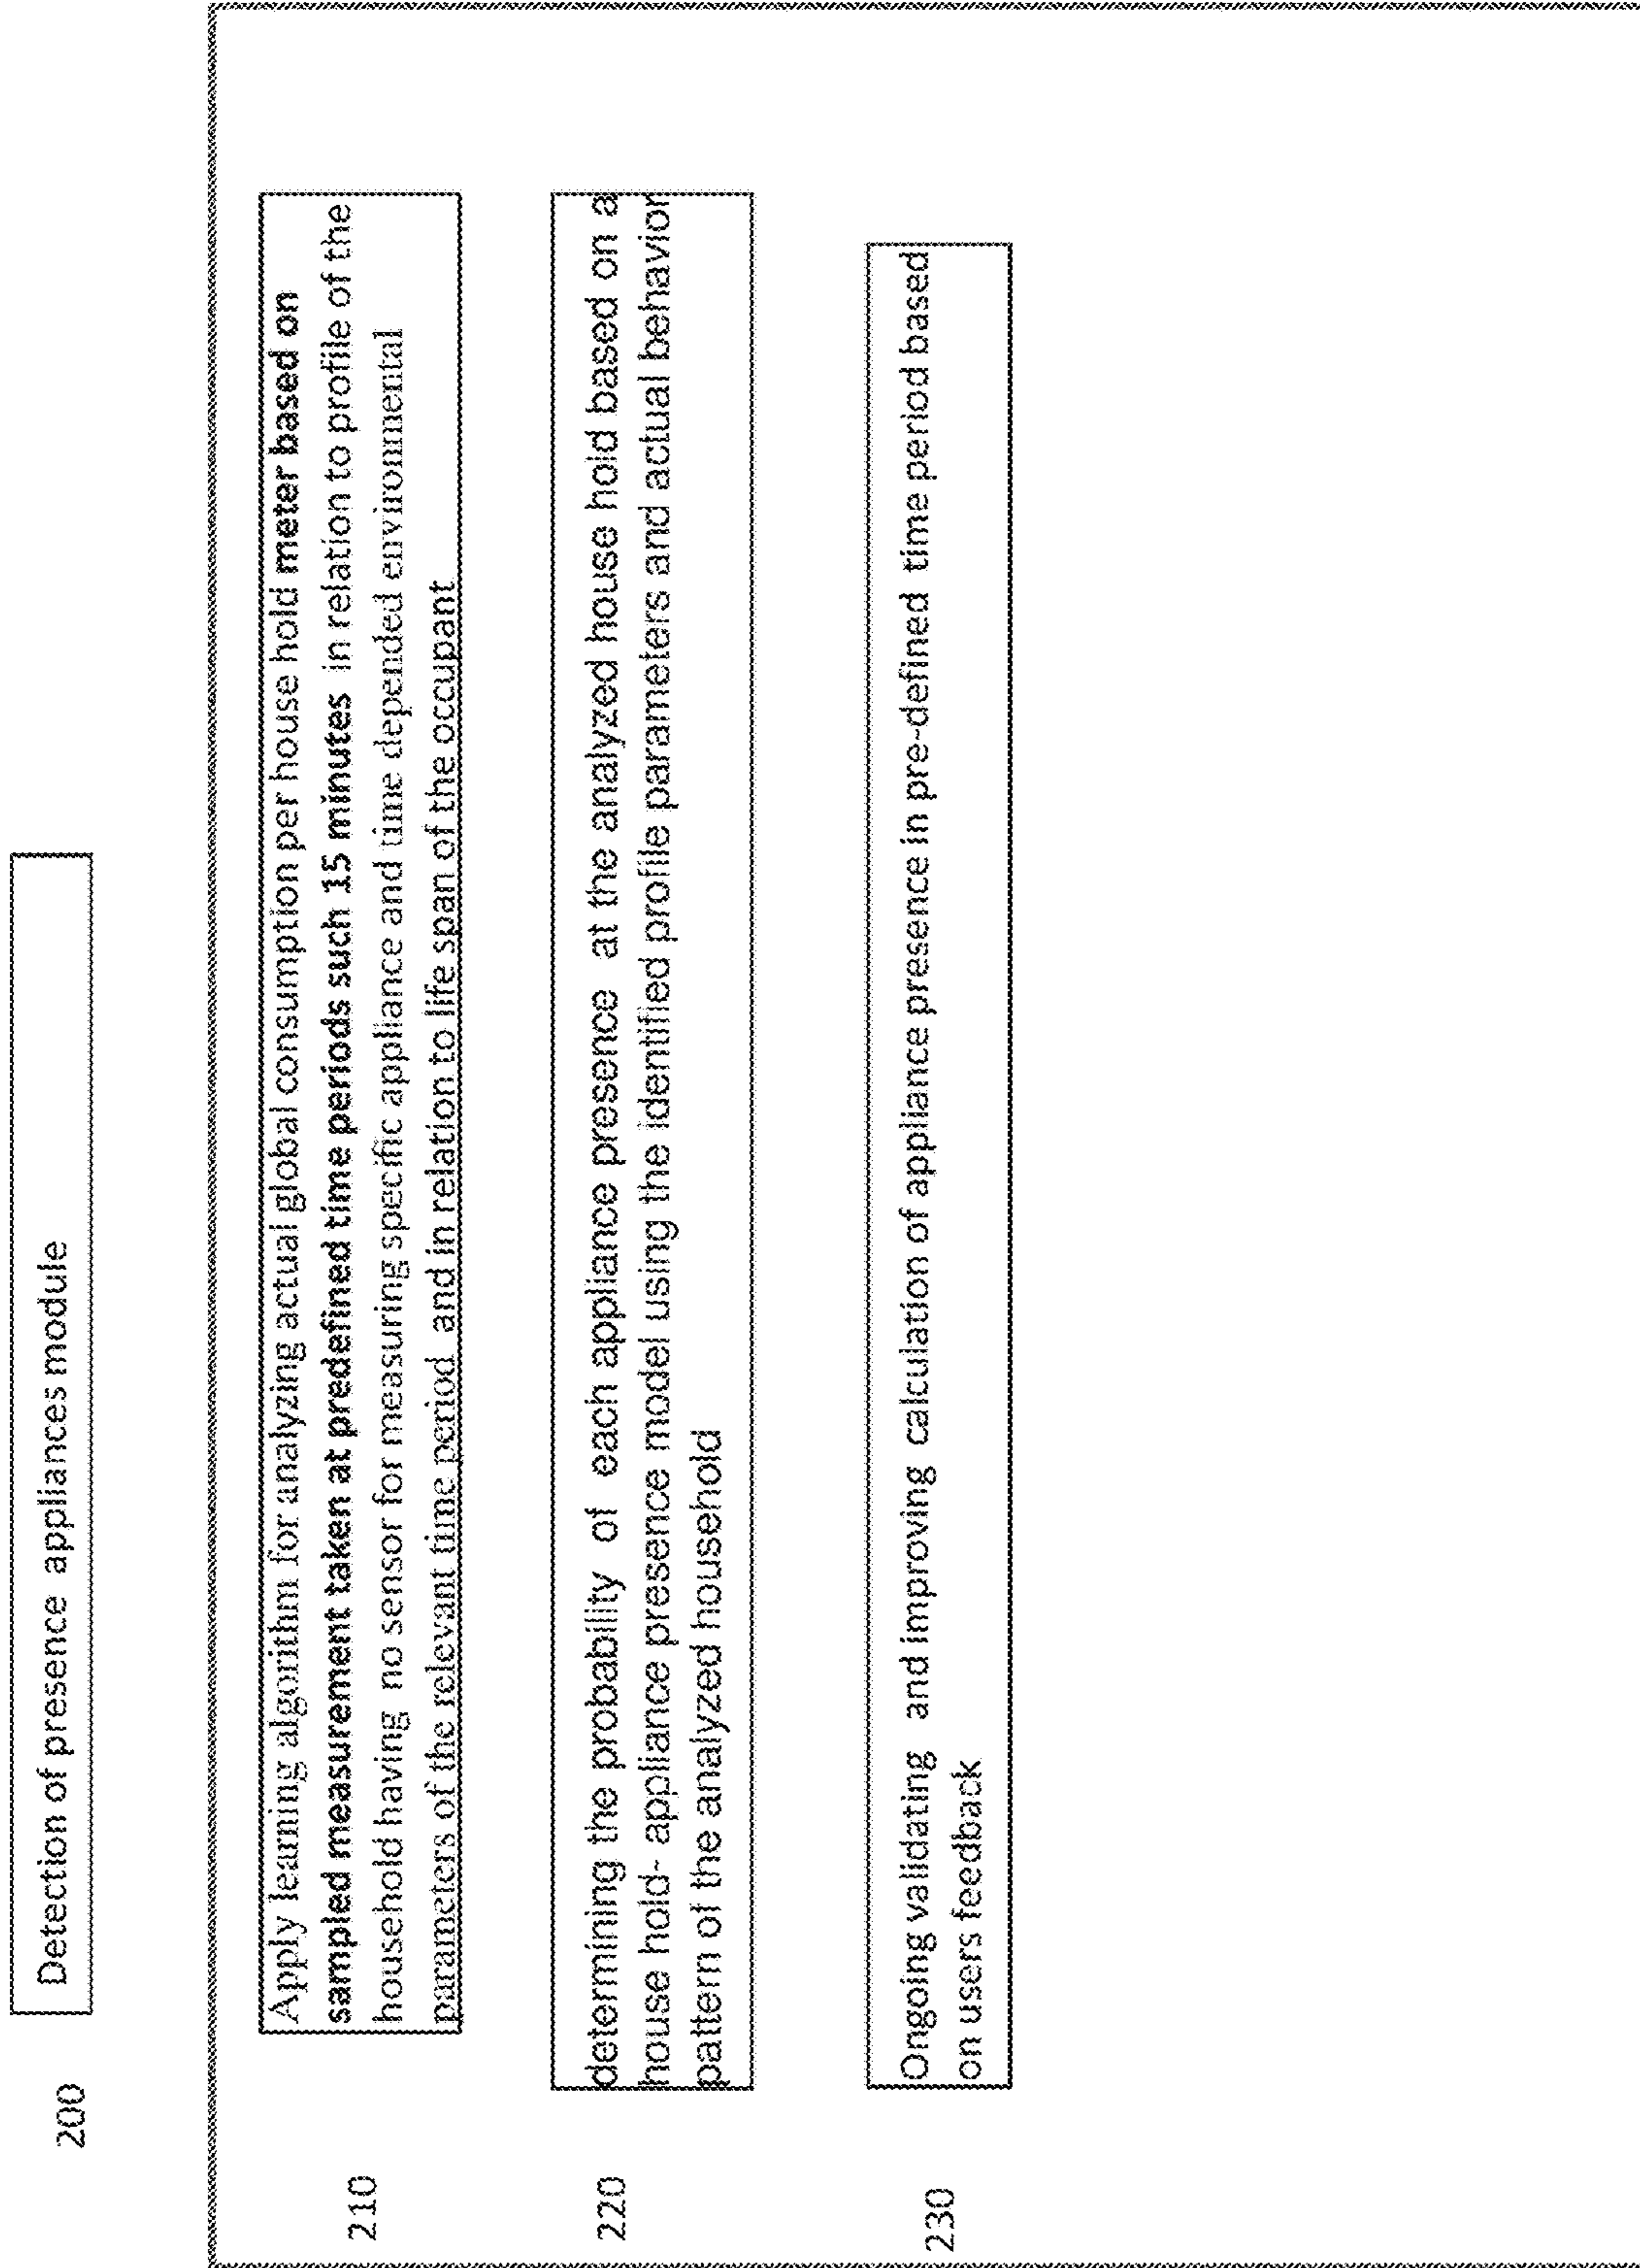 200
Detection of presence appliances module
210
Apply learning algorithm for analyzing actual global consumption per house hold meter based on
sampled measurement taken at predefined time periods such 15 minutes in relation to profile of the
household having no sensor for measuring specific appliance and time depended environmental
parameters of the relevant time period and in relation to life span of the occupant
220
determining the probability of each appliance presence at the analyzed house hold based on a
house hold- appliance presence model using the identified profile parameters and actual behavior
pattern of the analyzed household
230
Ongoing validating and improving calculation of appliance presence in pre-defined time period based
on users feedback